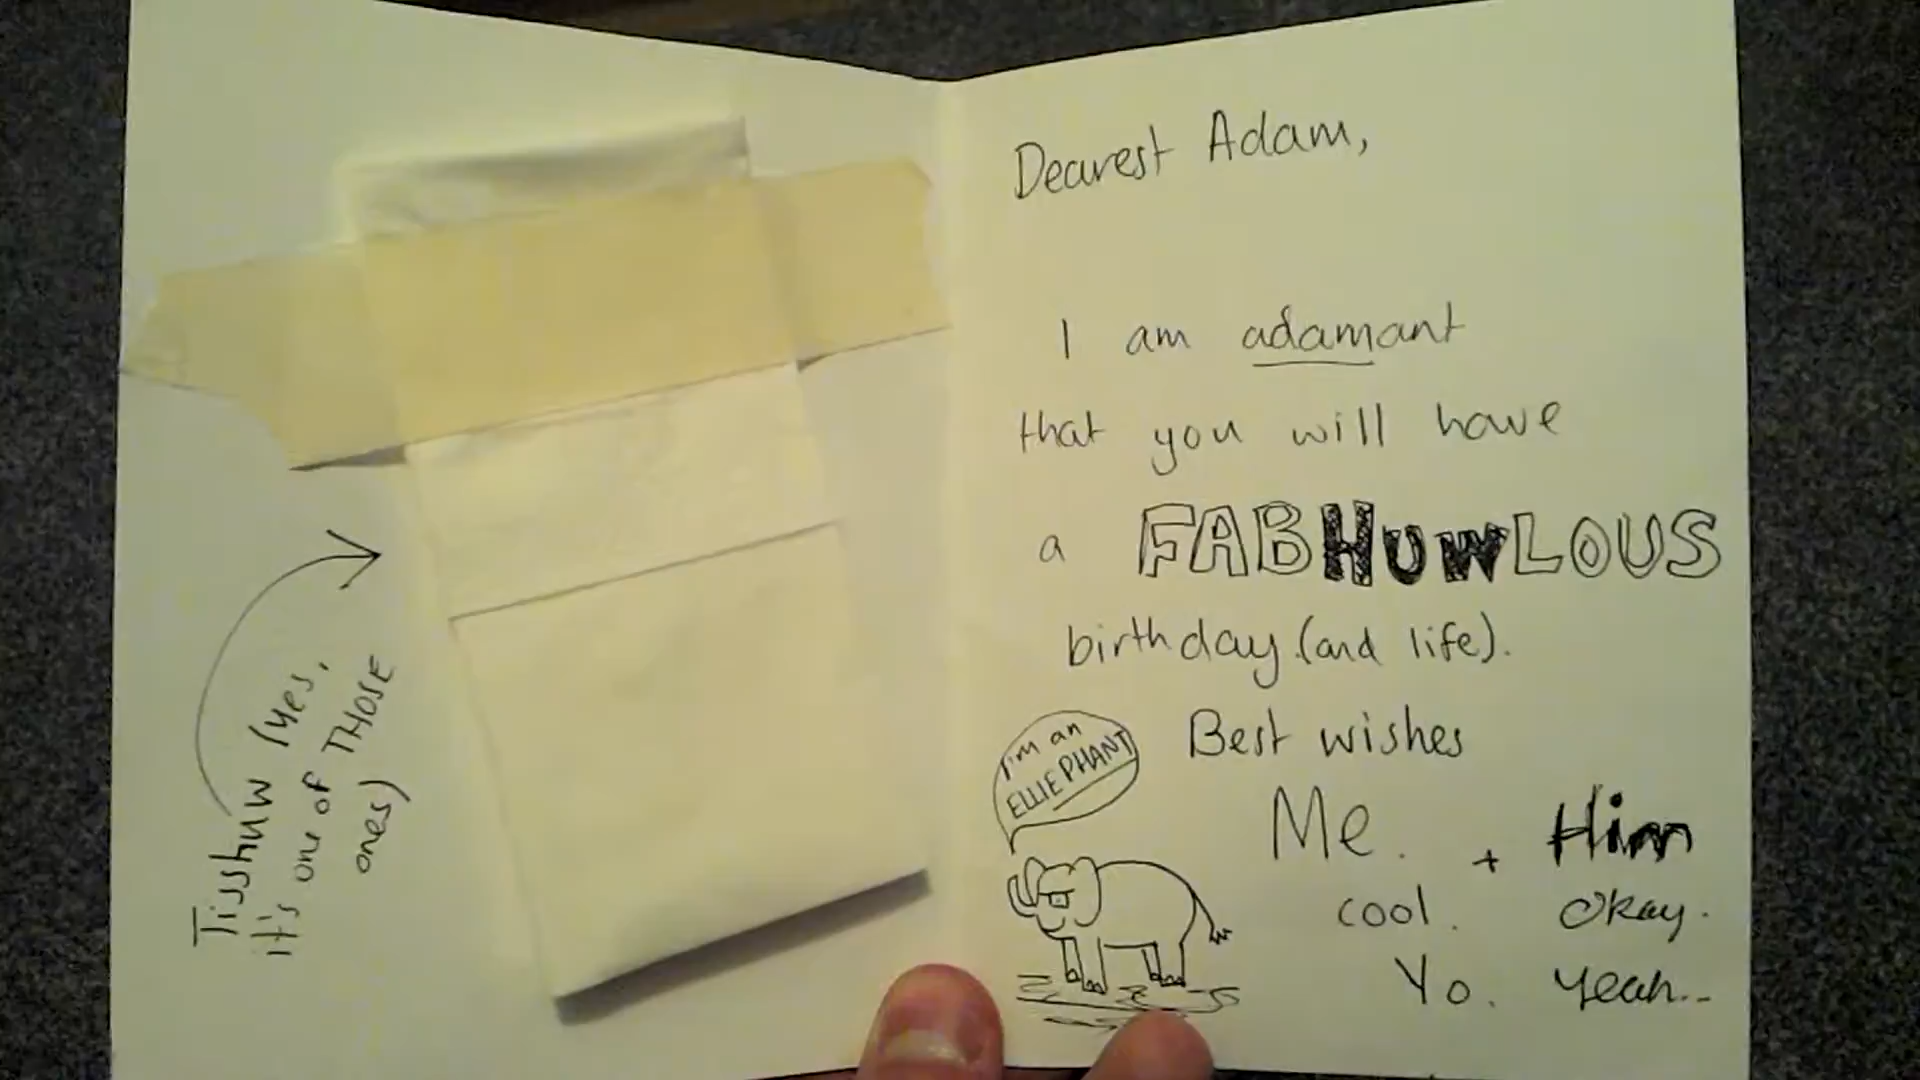 Tisshuw (yes,
it's one of THOSE
ones)
Dearest Adam,
I am adamant
that you will have
a FABHUWLOUS
birthday (and life).
Best wishes
I'm an
ELLIEPHANT
Me. + Him
cool. Okay.
Yo. Yeah..